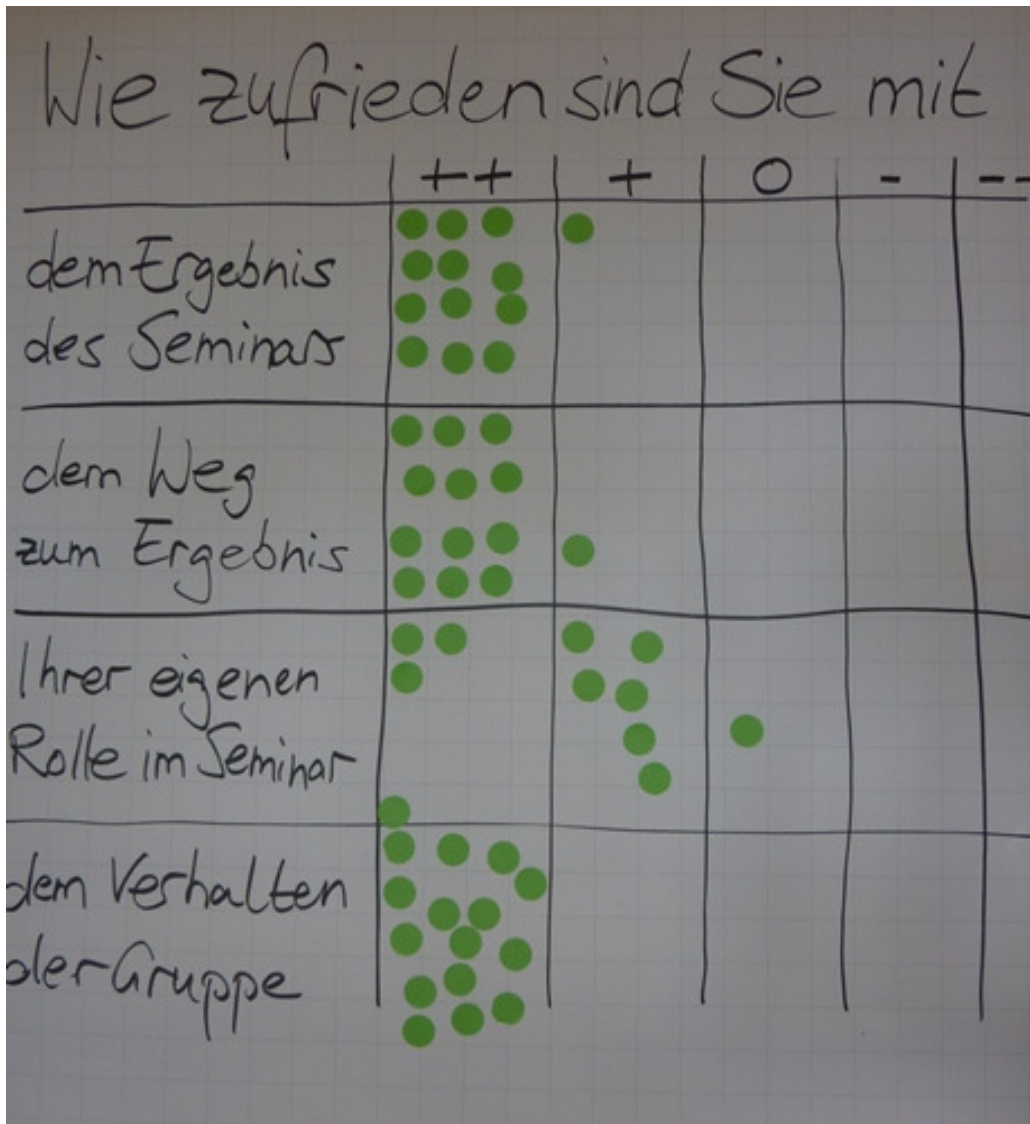 Wie zufrieden sind Sie mit
++ + O - --
dem Ergebnis
des Seminars
dem Weg
zum Ergebnis
Ihrer eigenen
Rolle im Seminar
dem Verhalten
der Gruppe